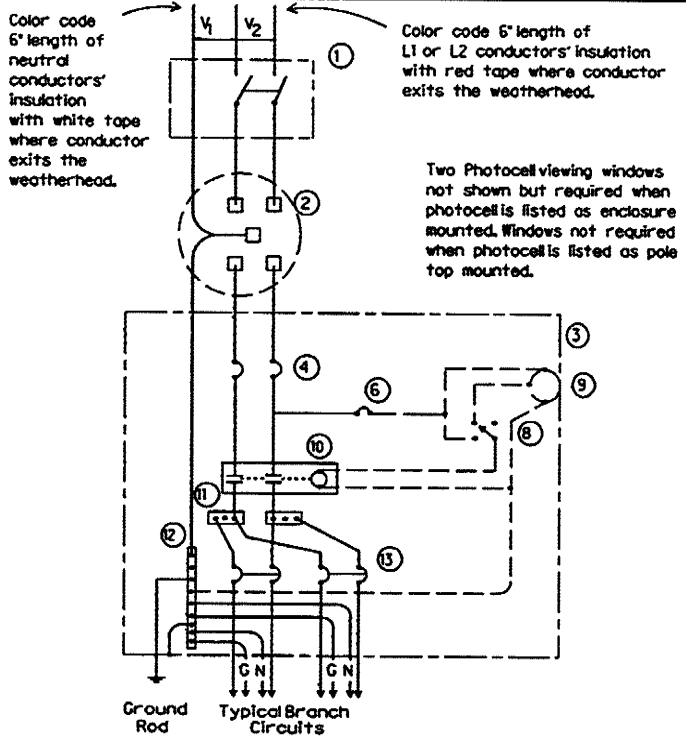 Color code
6" length of
neutral
conductors'
insulation
with white tape
where conductor
exits the
weatherhead.
V1 V2
Color code 6" length of
L1 or L2 conductors' insulation
with red tape where conductor
exits the weatherhead.
1
Two Photocell viewing windows
not shown but required when
photocell is listed as enclosure
mounted. Windows not required
when photocell is listed as pole
top mounted.
2
3
4
6
9
8
10
11
12
13
G N
G N
Ground
Rod
Typical Branch
Circuits